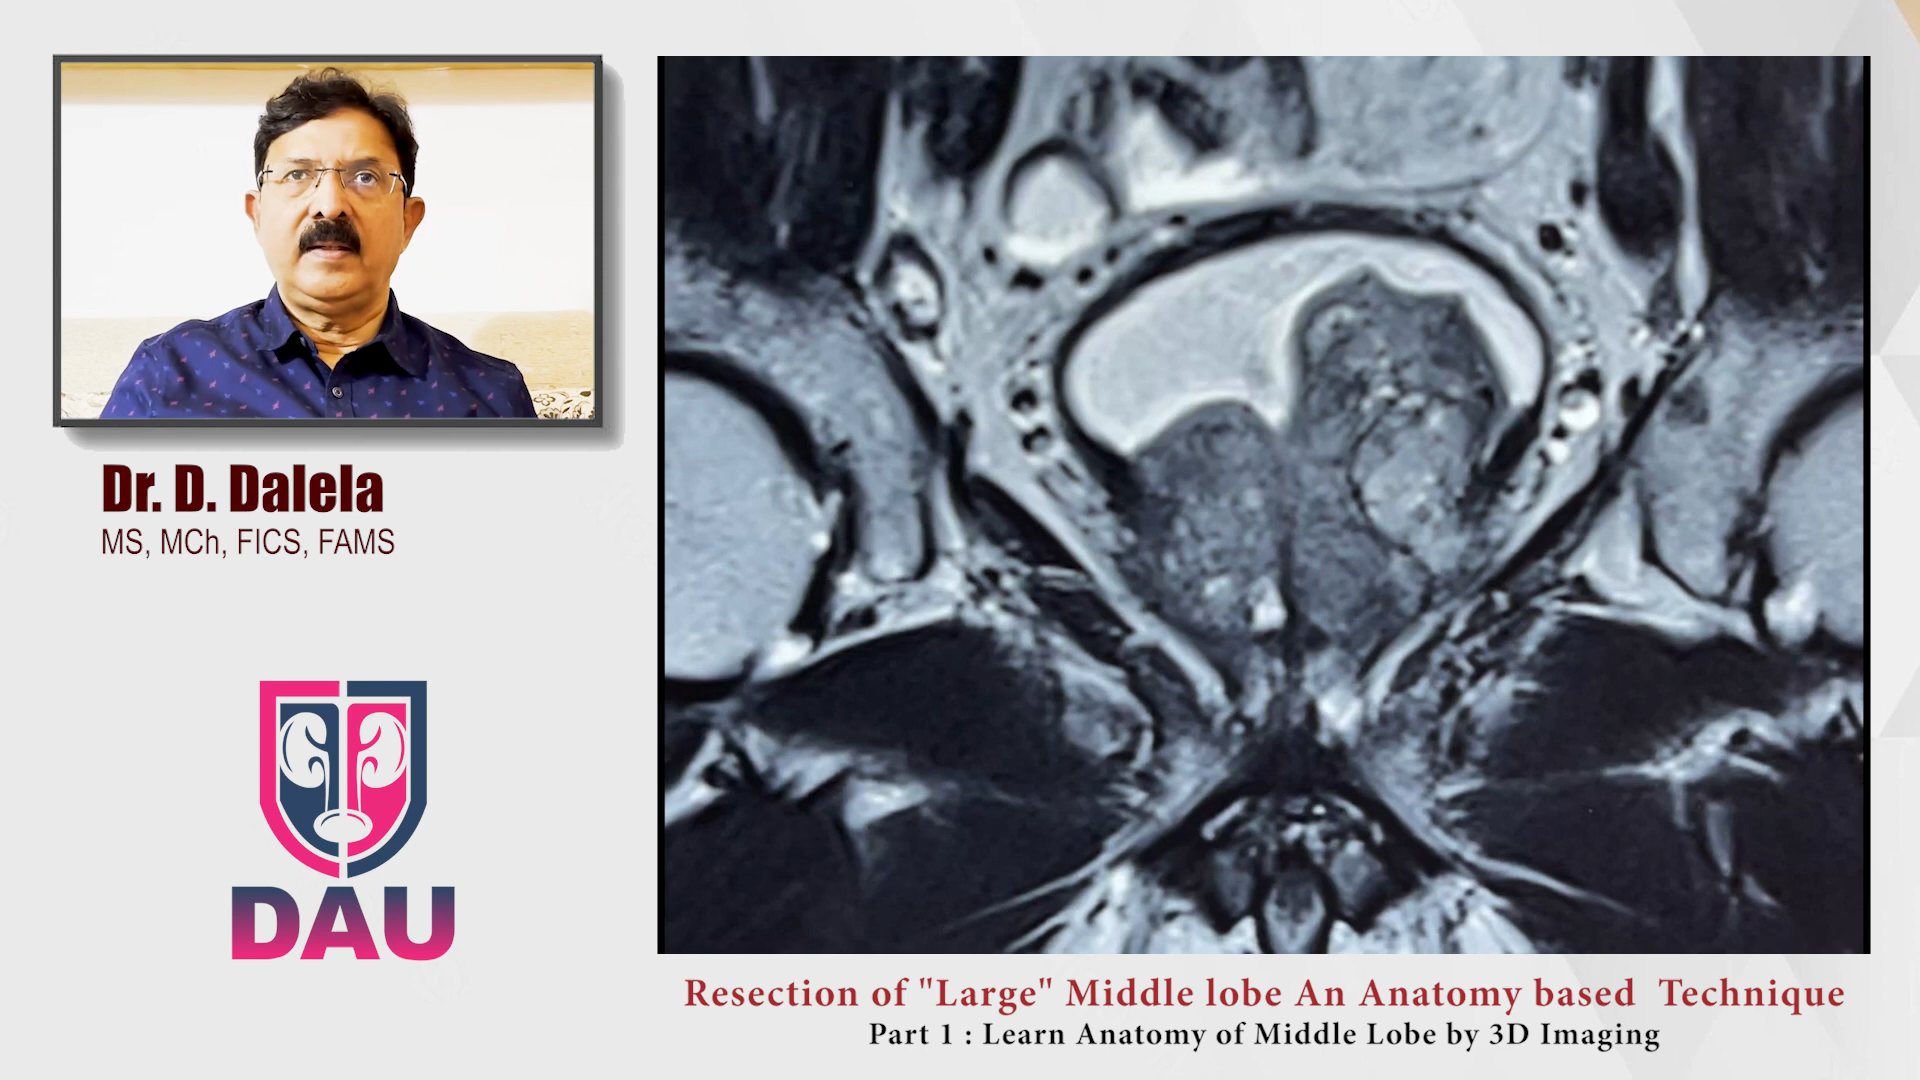 Dr. D. Dalela
MS, MCh, FICS, FAMS
DAU
Resection of "Large" Middle lobe An Anatomy based  Technique
Part 1 : Learn Anatomy of Middle Lobe by 3D Imaging